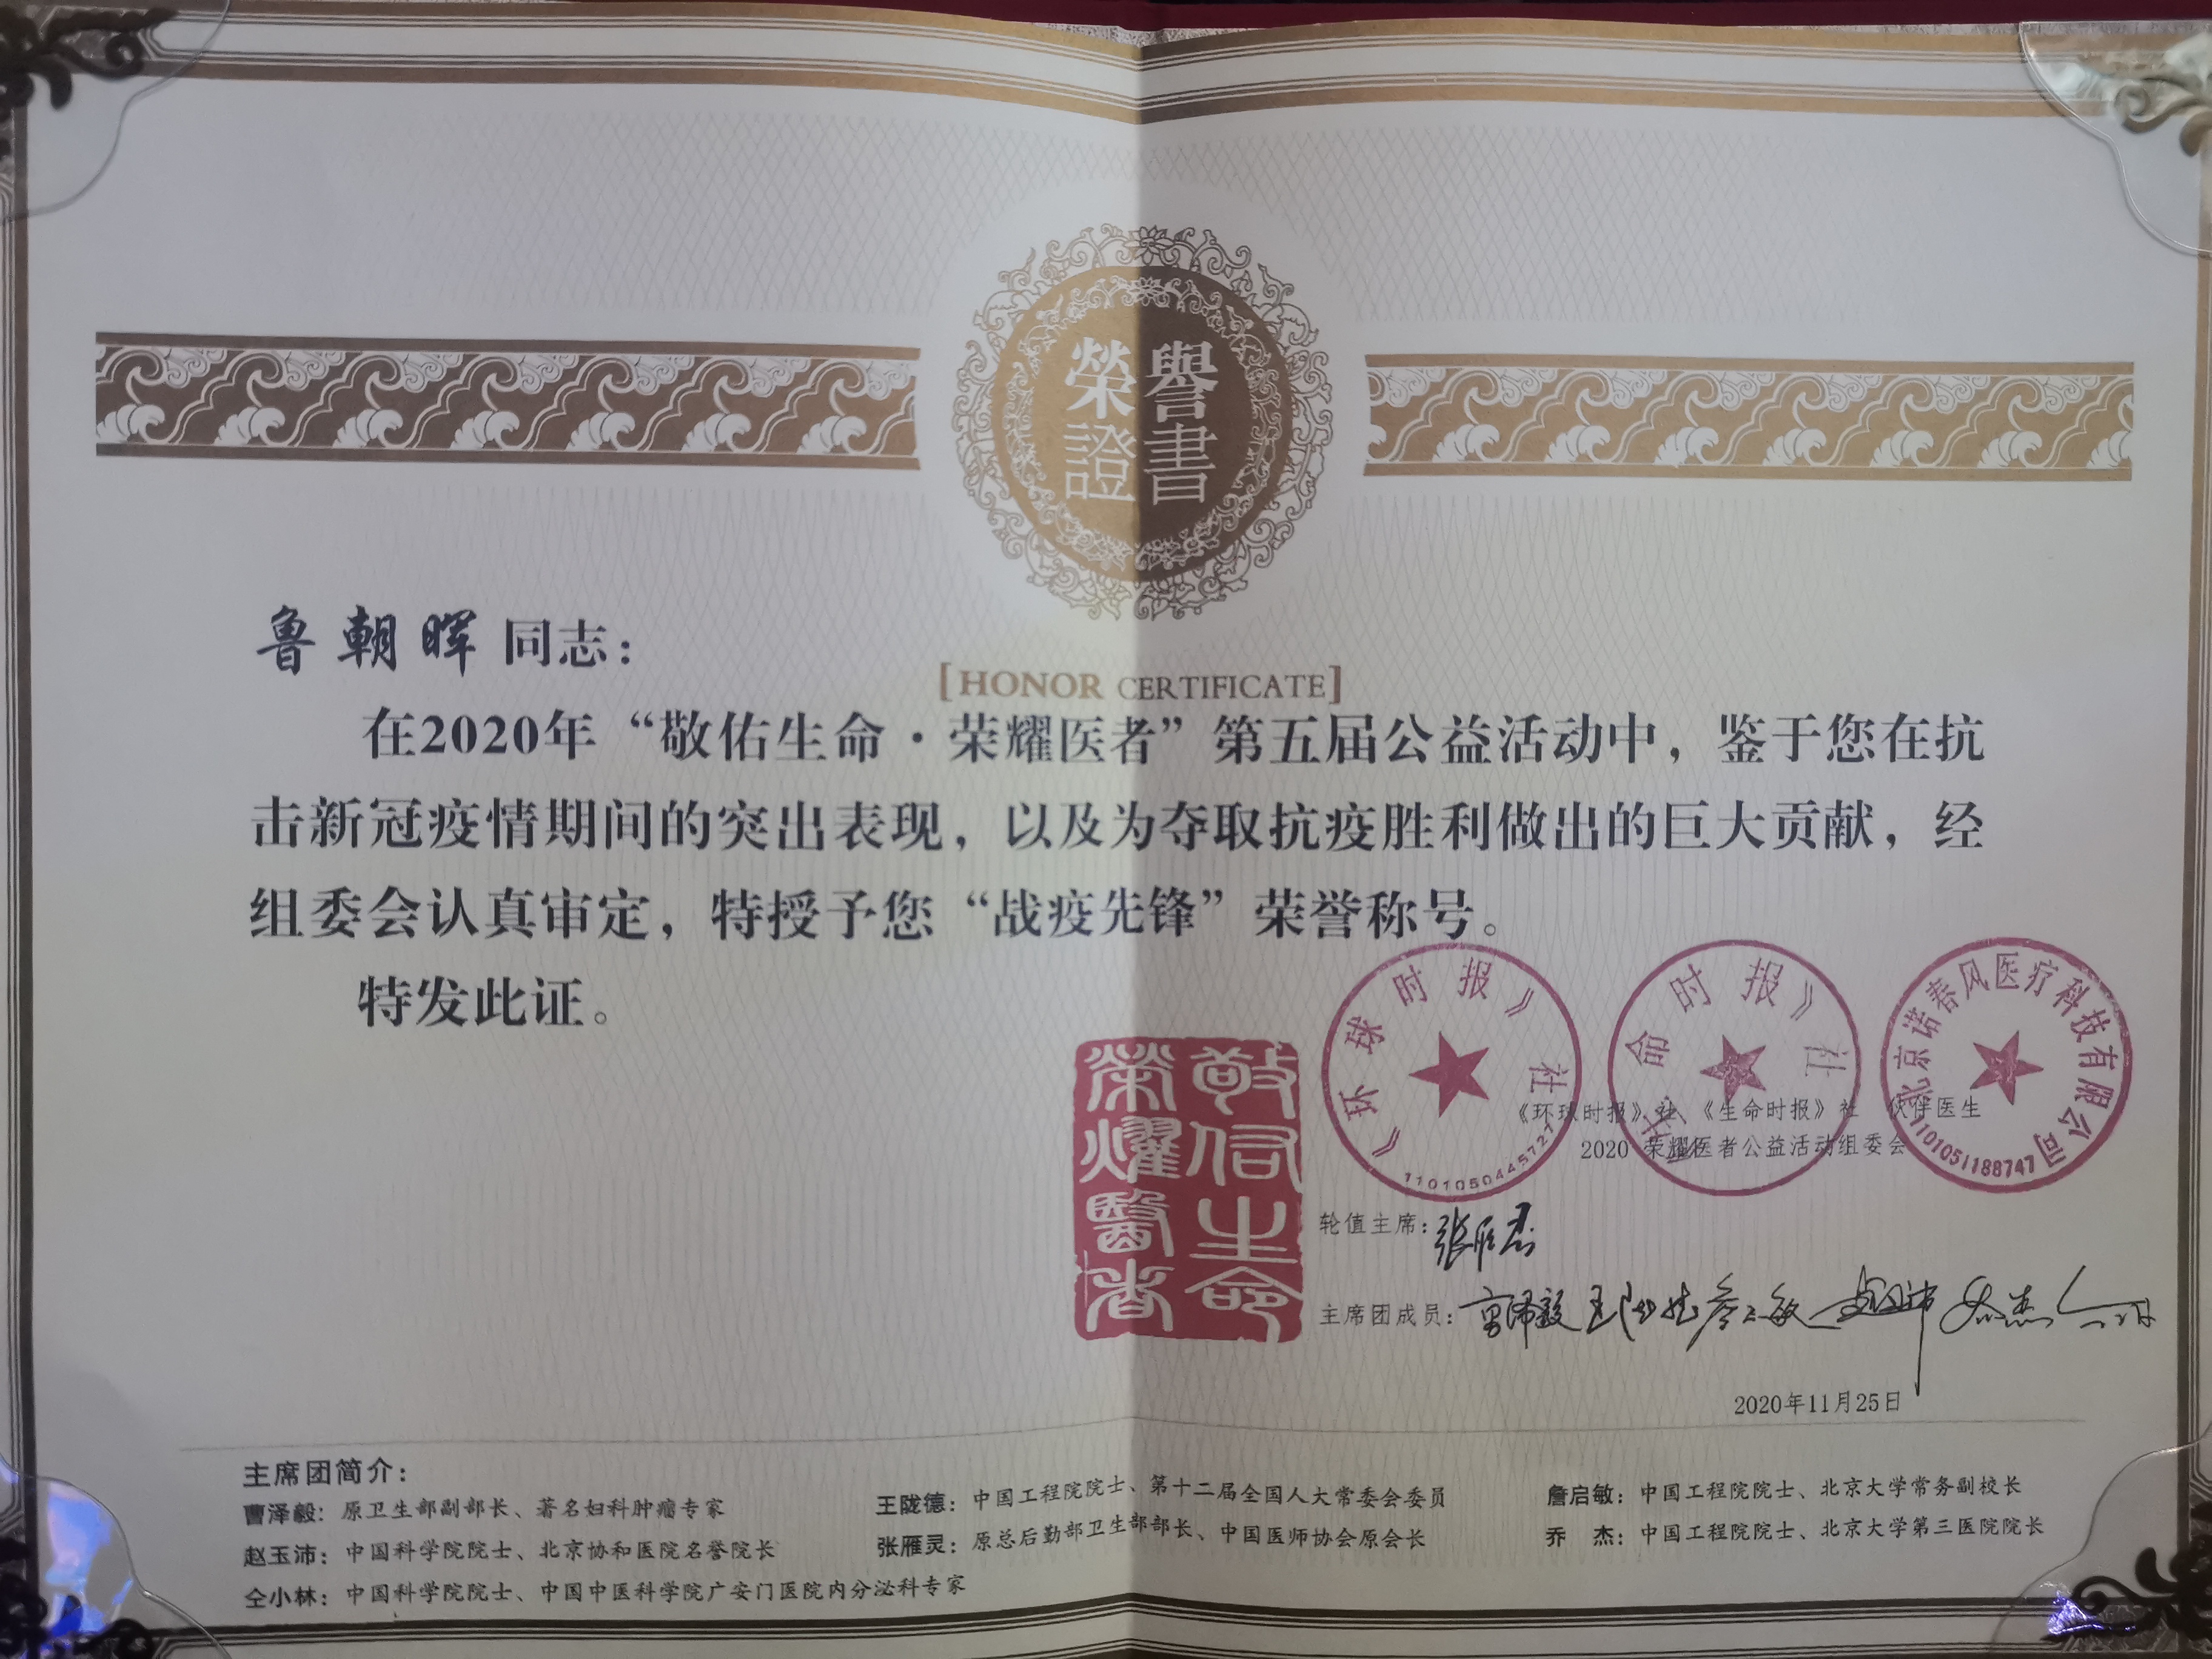 榮譽
證書
鲁朝晖 同志：
[HONOR CERTIFICATE]
在2020年“敬佑生命·荣耀医者”第五届公益活动中，鉴于您在抗
击新冠疫情期间的突出表现，以及为夺取抗疫胜利做出的巨大贡献，经
组委会认真审定，特授予您“战疫先锋”荣誉称号。
特发此证。
敬佑生命
榮耀醫者
《环球时报》社
1101050445727
生命时报》社
北京诺春风医疗科技有限公司
1101051188747
《环球时报》社、《生命时报》社 伙伴医生
2020 荣耀医者公益活动组委会
轮值主席：张雁灵
主席团成员：
2020年11月25日
主席团简介：
曹泽毅：原卫生部副部长、著名妇科肿瘤专家
王陇德：中国工程院院士、第十二届全国人大常委会委员
詹启敏：中国工程院院士、北京大学常务副校长
赵玉沛：中国科学院院士、北京协和医院名誉院长
张雁灵：原总后勤部卫生部部长、中国医师协会原会长
乔 杰：中国工程院院士、北京大学第三医院院长
仝小林：中国科学院院士、中国中医科学院广安门医院内分泌科专家